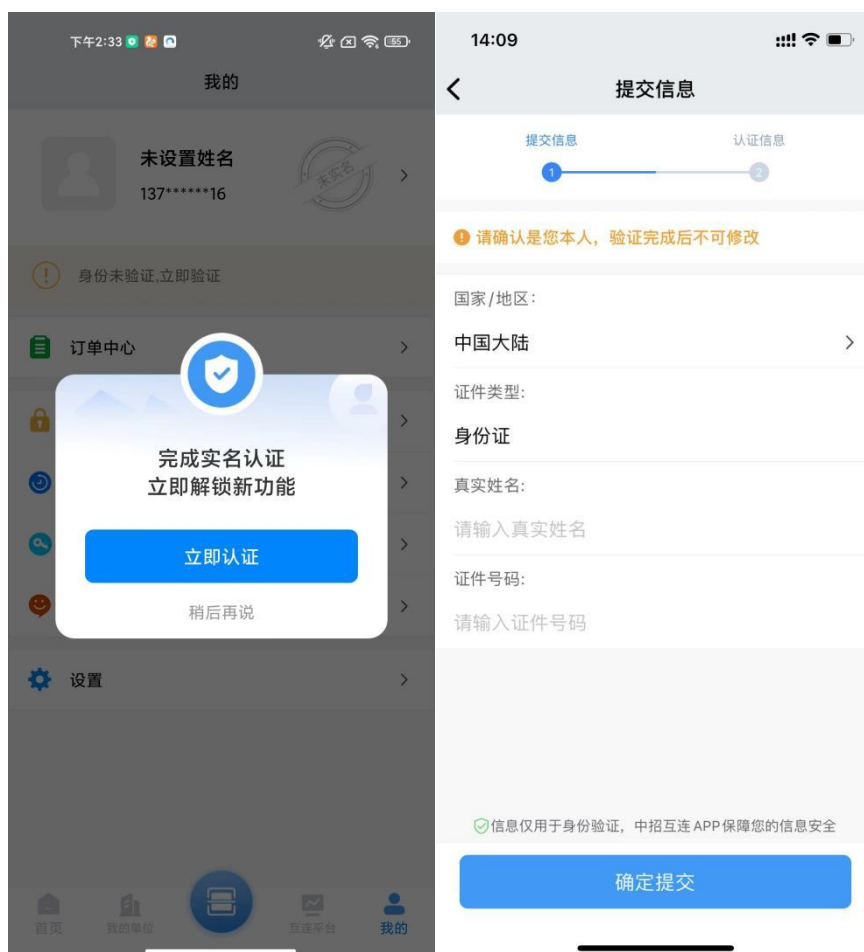 下午2:33
55
我的
未设置姓名
137******16
未实名
身份未验证,立即验证
订单中心
完成实名认证
立即解锁新功能
立即认证
稍后再说
设置
首页
我的单位
互连平台
我的
14:09
提交信息
提交信息
认证信息
1
2
请确认是您本人，验证完成后不可修改
国家/地区：
中国大陆
证件类型:
身份证
真实姓名:
请输入真实姓名
证件号码:
请输入证件号码
信息仅用于身份验证，中招互连APP保障您的信息安全
确定提交